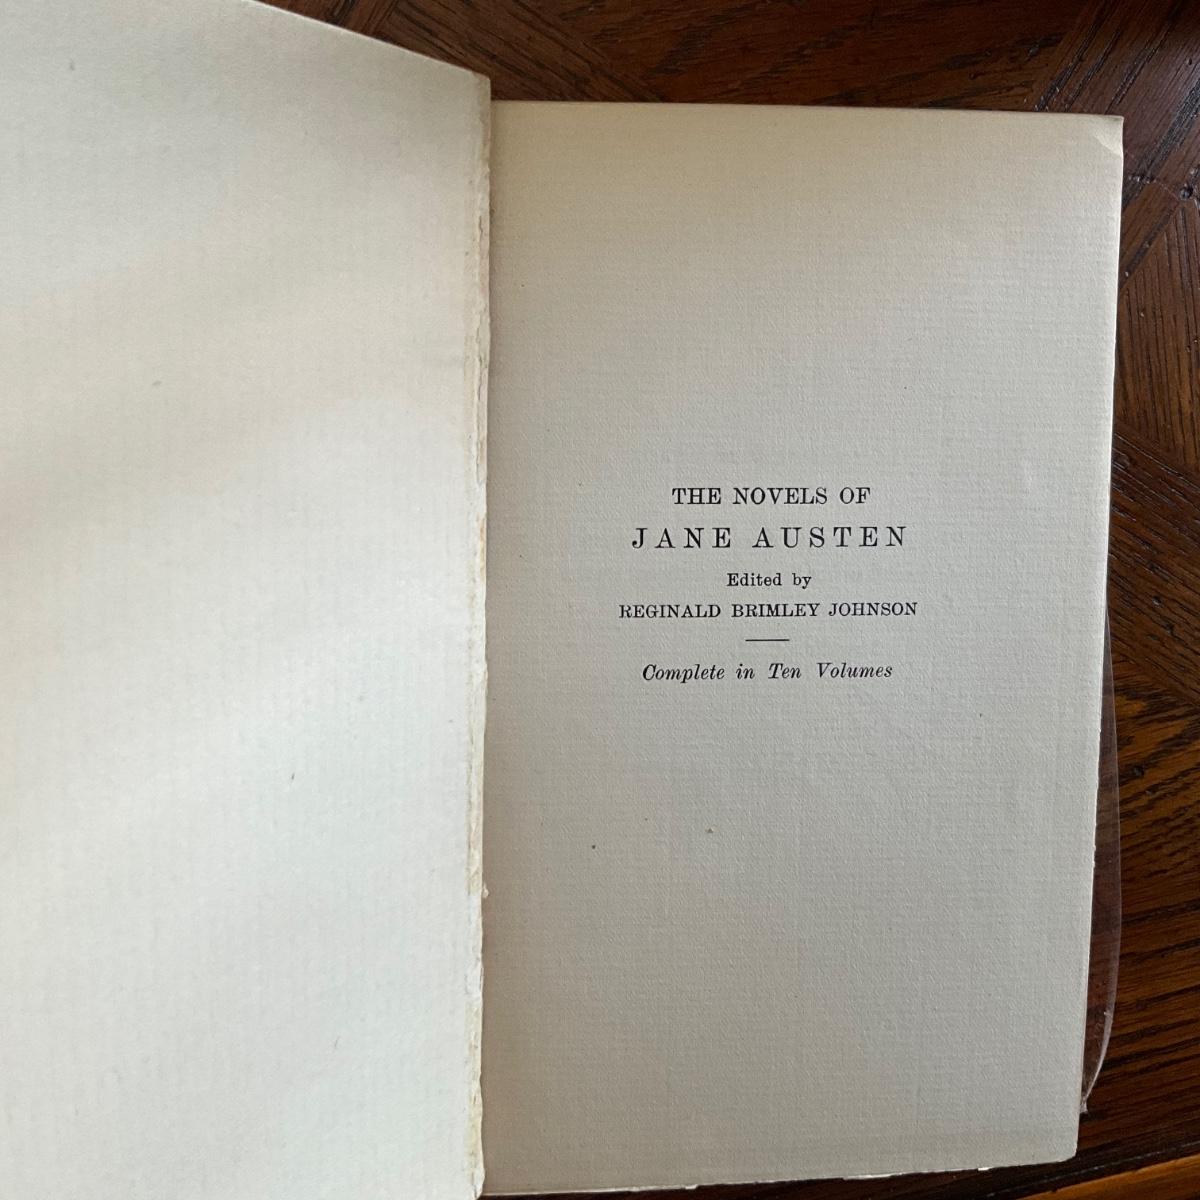 THE NOVELS OF
JANE AUSTEN
Edited by
REGINALD BRIMLEY JOHNSON
Complete in Ten Volumes